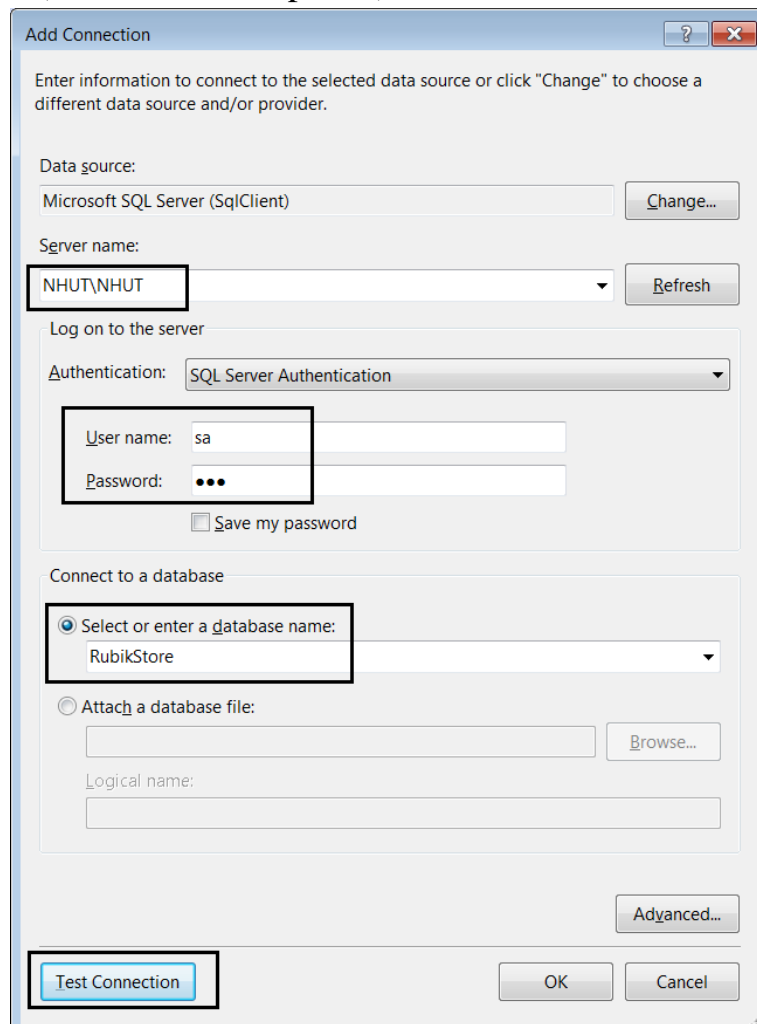 Add Connection
Enter information to connect to the selected data source or click "Change" to choose a
different data source and/or provider.
Data source:
Microsoft SQL Server (SqlClient)
Change...
Server name:
NHUT\NHUT
Refresh
Log on to the server
Authentication:
SQL Server Authentication
User name:
sa
Password:
●●●
Save my password
Connect to a database
Select or enter a database name:
RubikStore
Attach a database file:
Browse...
Logical name:
Advanced...
Test Connection
OK
Cancel